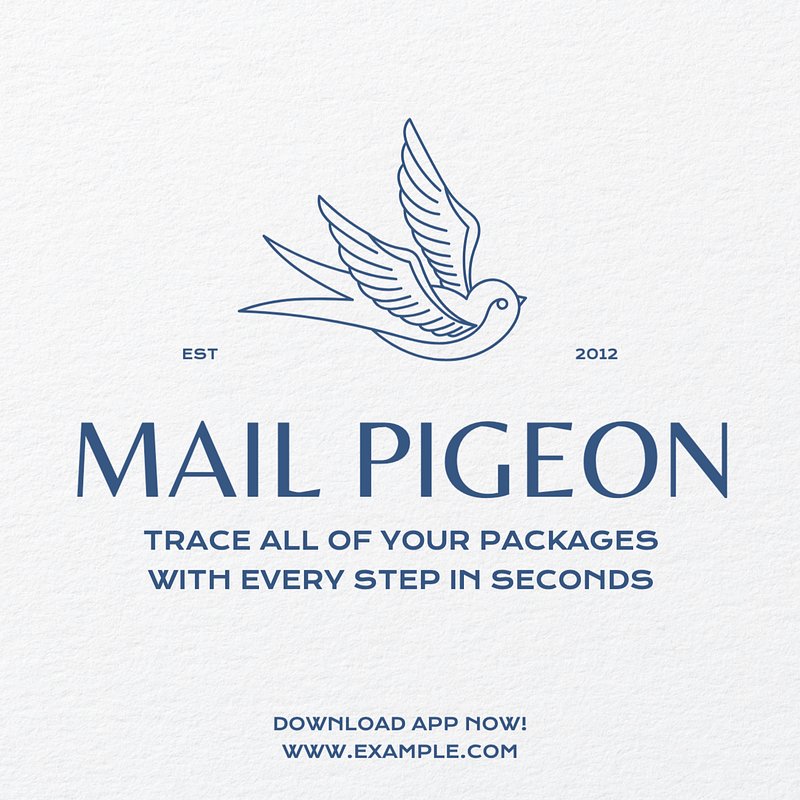 EST 2012
MAIL PIGEON
TRACE ALL OF YOUR PACKAGES
WITH EVERY STEP IN SECONDS
DOWNLOAD APP NOW!
WWW.EXAMPLE.COM